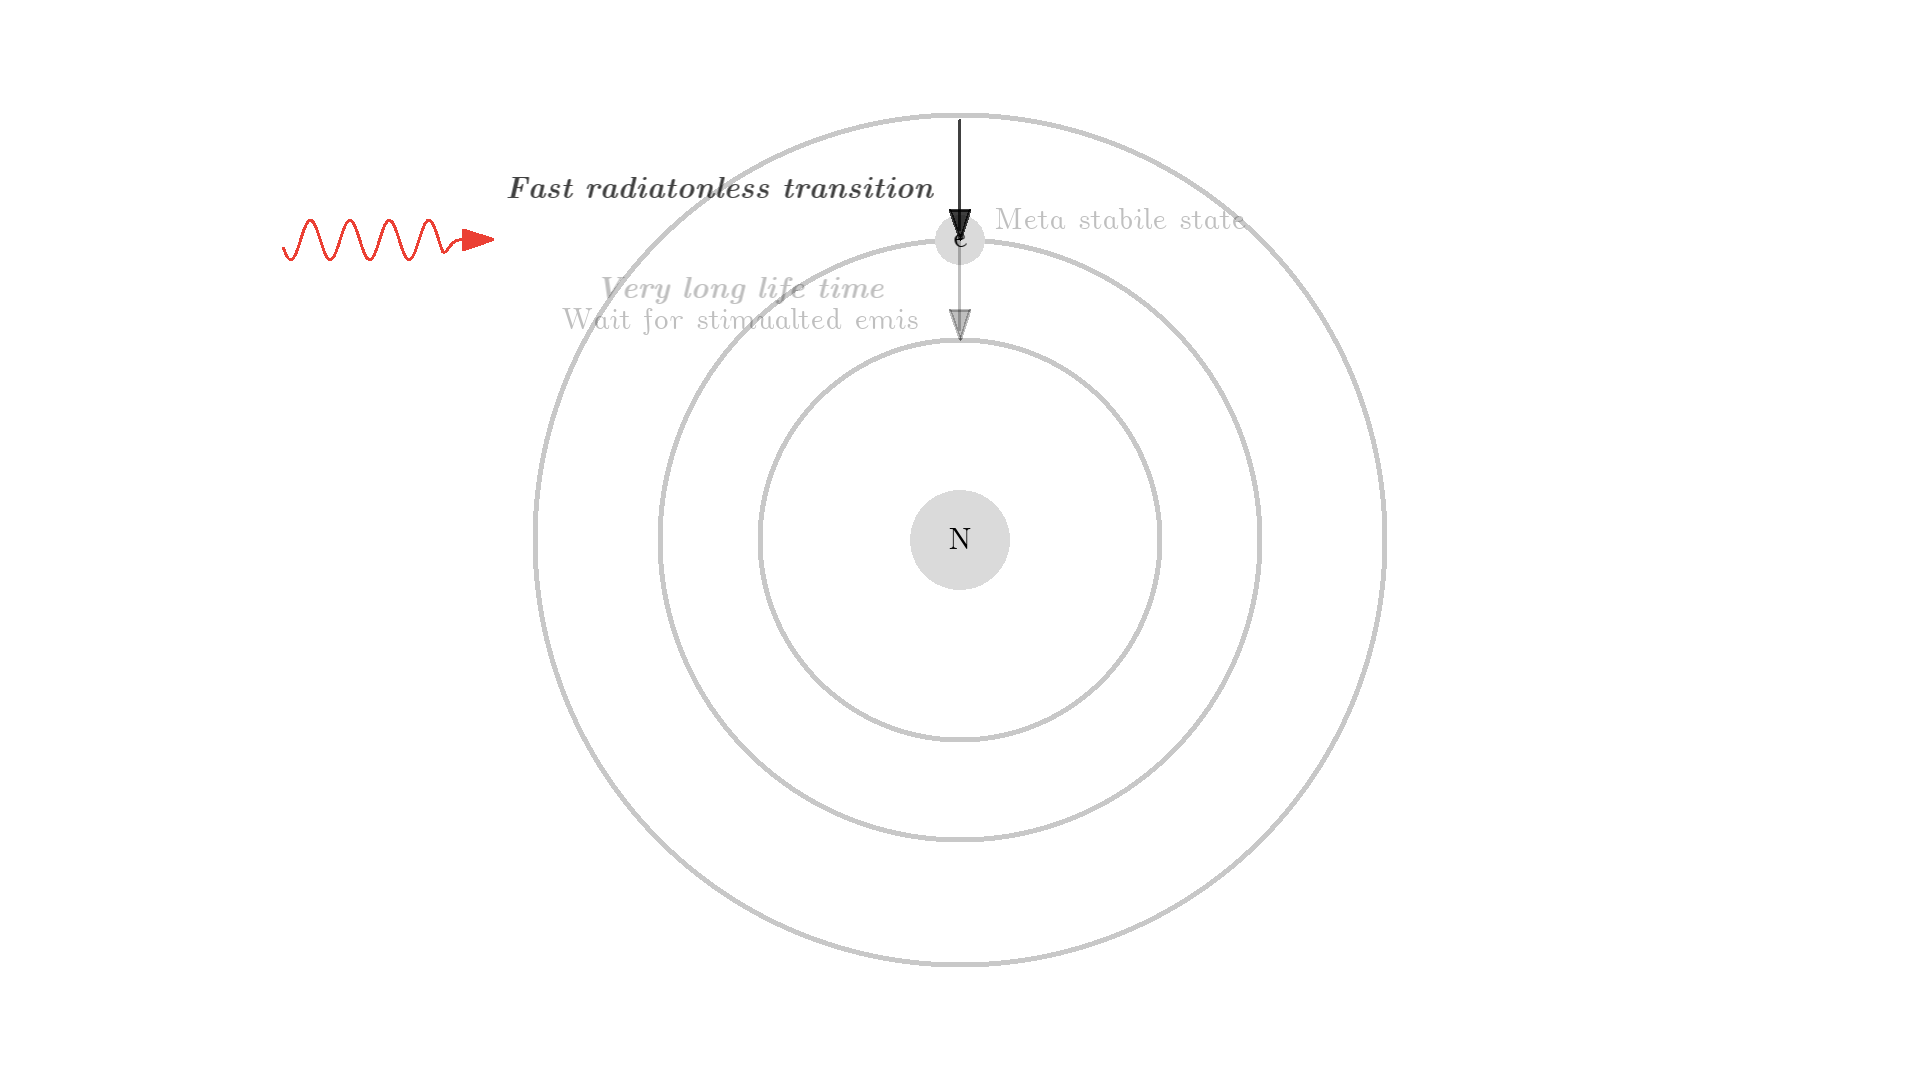 Fast radiatonless transition
Meta stabile state
e
Very long life time
Wait for stimualted emis
N